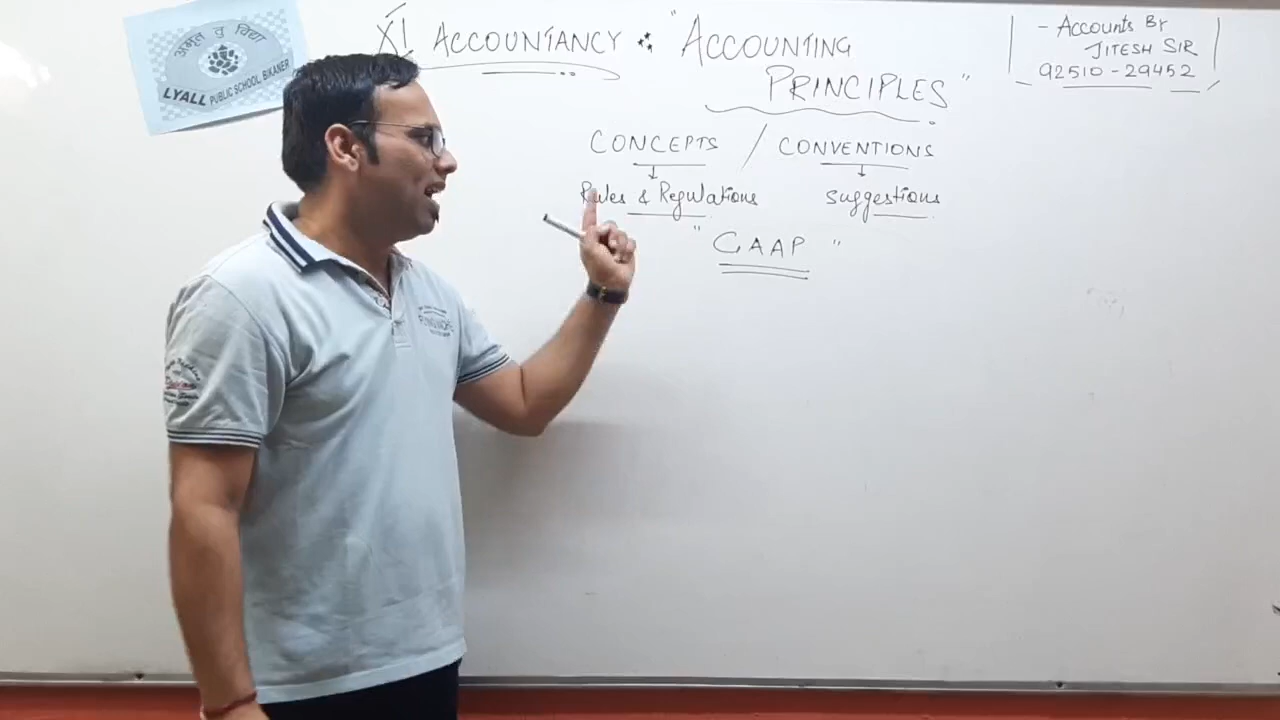 XI ACCOUNTANCY : "ACCOUNTING
PRINCIPLES"
- Accounts By
JITESH SIR
92510-29452
अमृतं तु विद्या
LYALL PUBLIC SCHOOL, BIKANER
CONCEPTS / CONVENTIONS
Rules & Regulations
Suggestions
"GAAP"